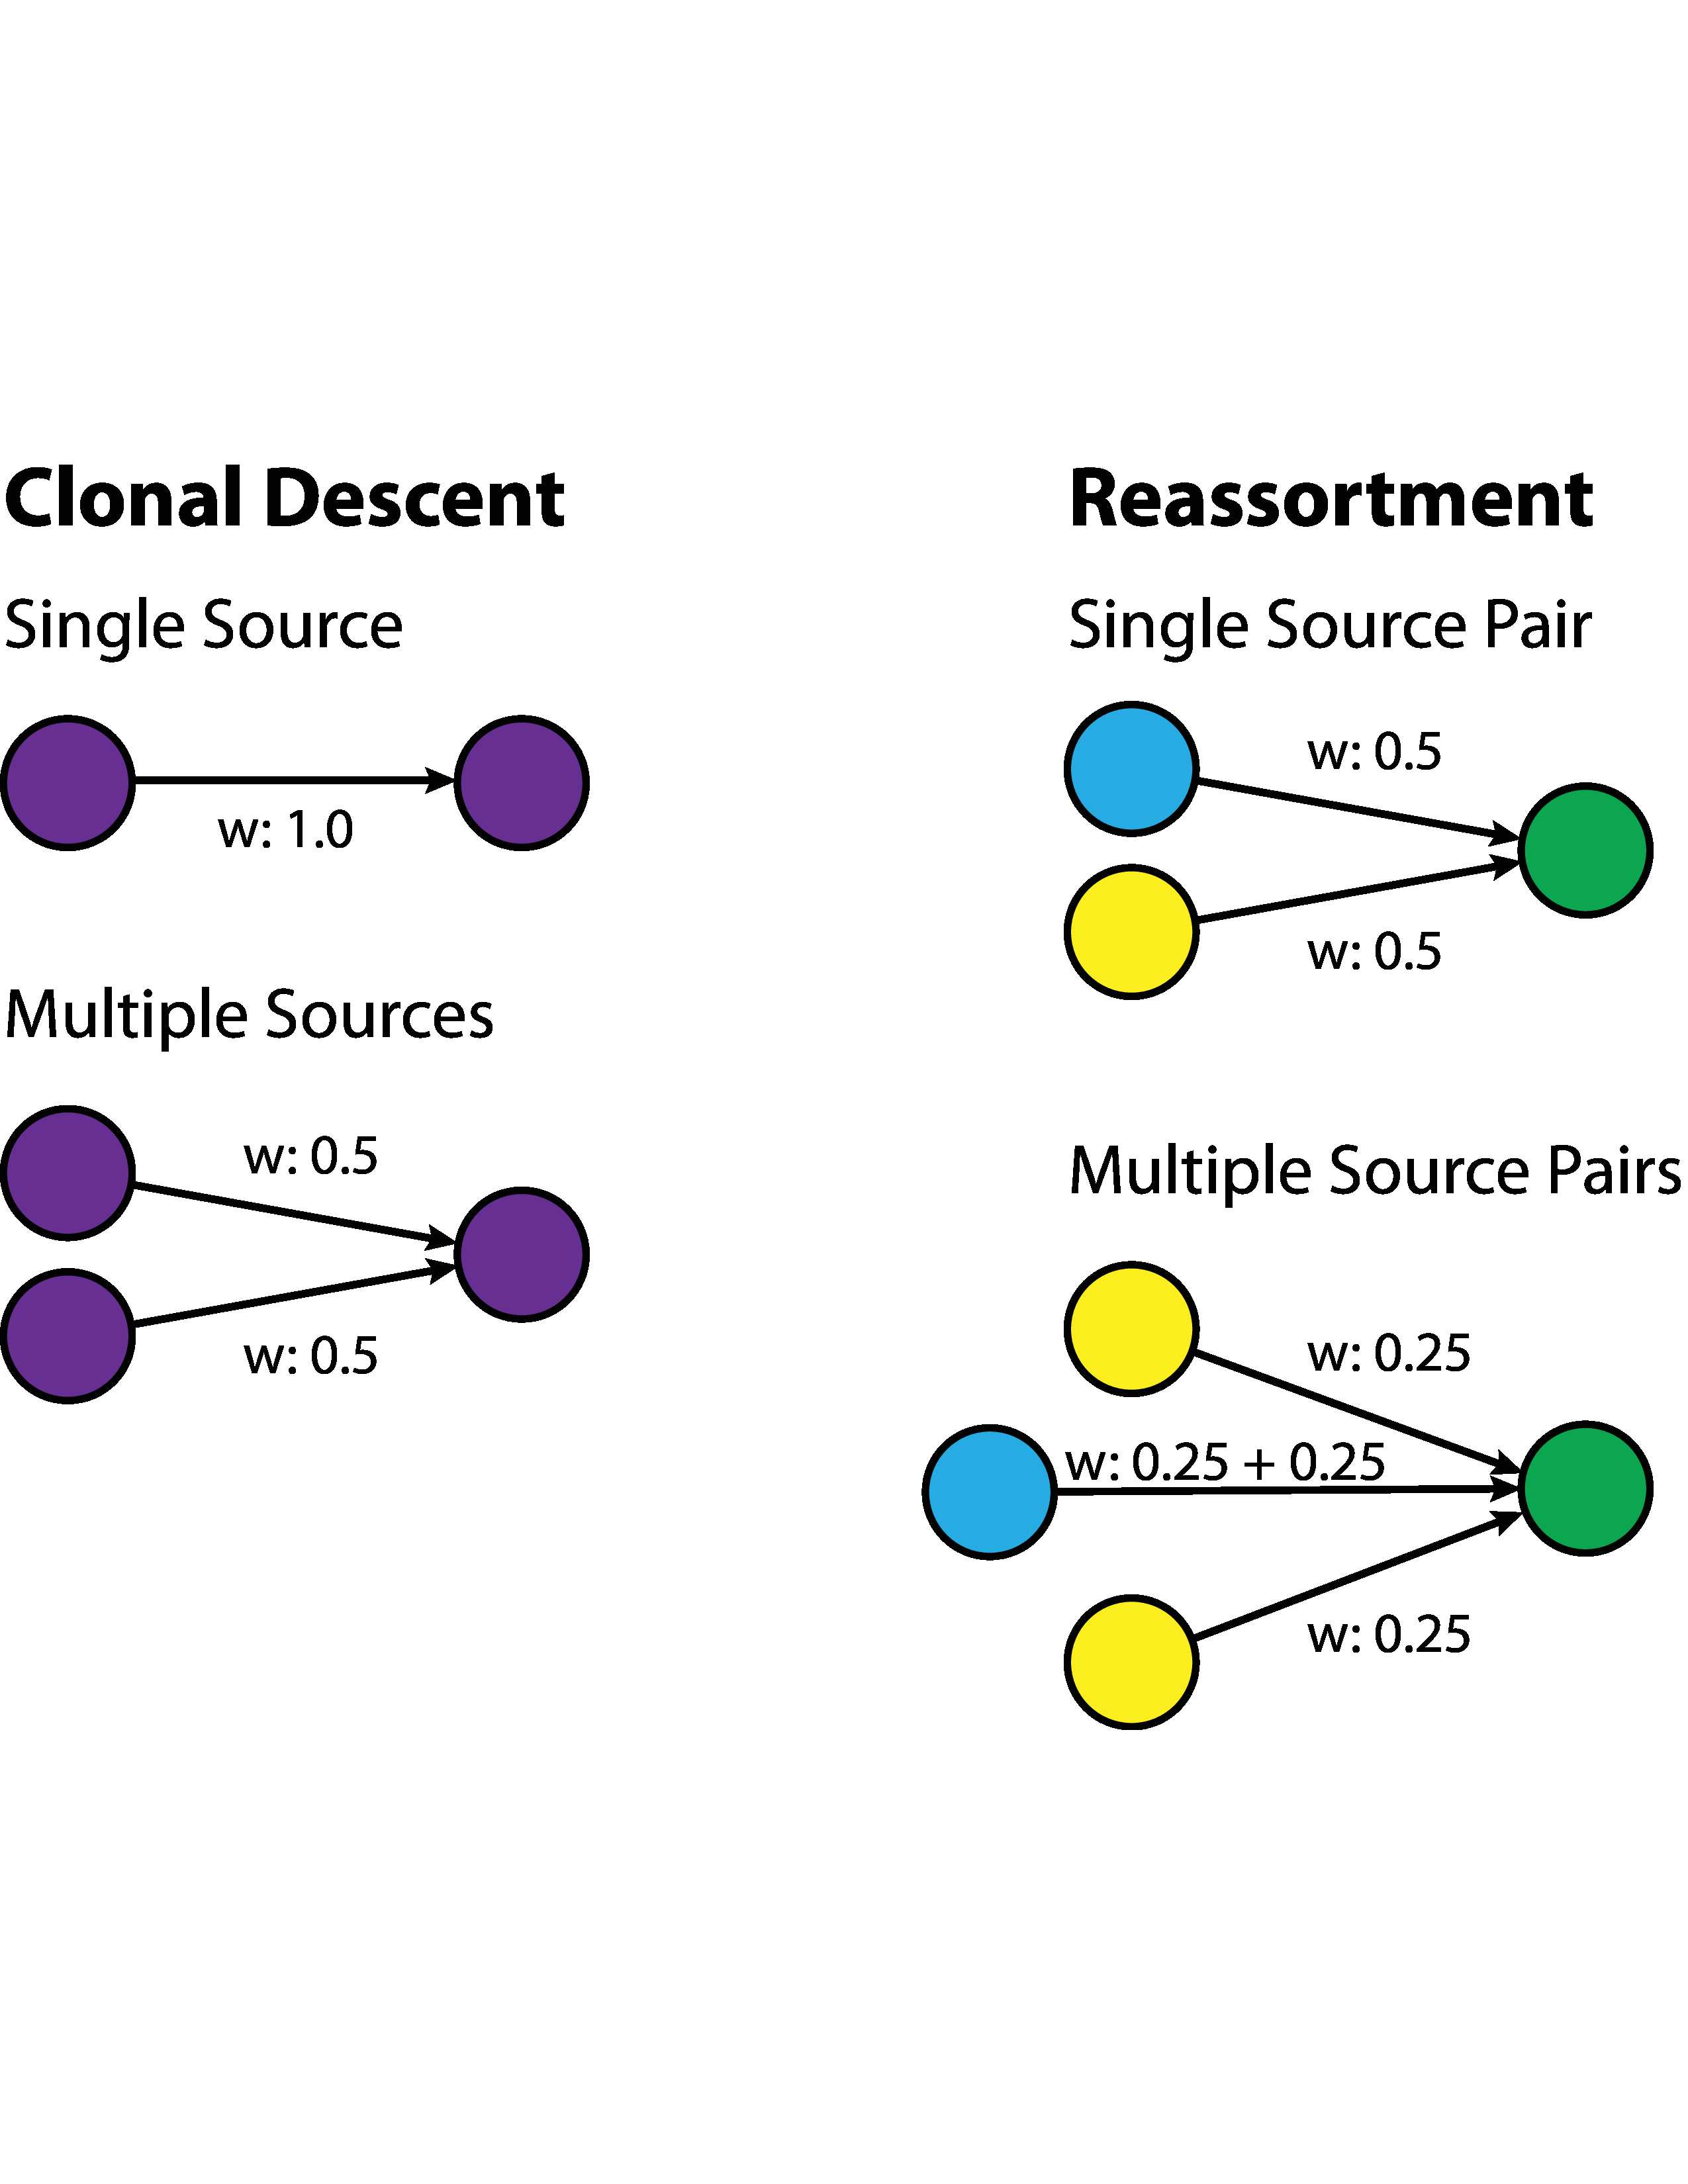 Clonal Descent
Single Source
w: 1.0
Multiple Sources
w: 0.5
w: 0.5
Reassortment
Single Source Pair
w: 0.5
w: 0.5
Multiple Source Pairs
w: 0.25
w: 0.25 + 0.25
w: 0.25